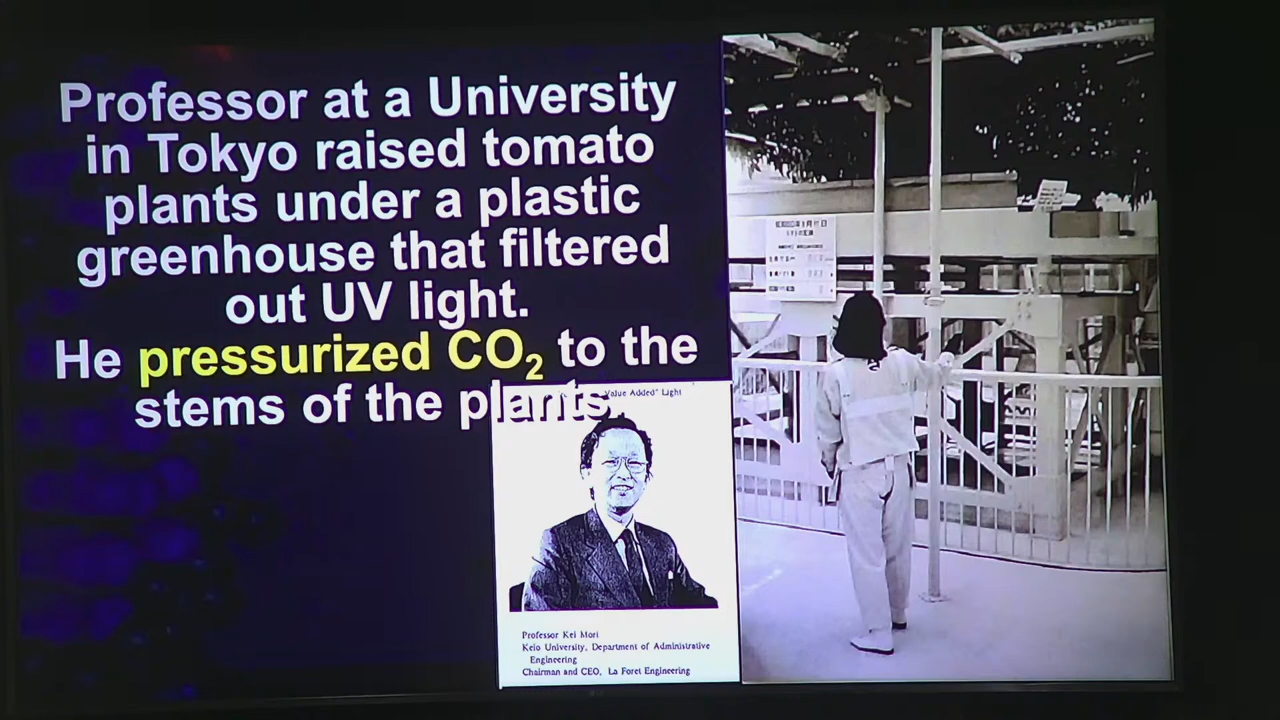 Professor at a University
in Tokyo raised tomato
plants under a plastic
greenhouse that filtered
out UV light.
He pressurized CO₂ to the
stems of the plants.
Value Added" Light
Professor Kei Mori
Keio University, Department of Administrative
Engineering
Chairman and CEO, La Foret Engineering